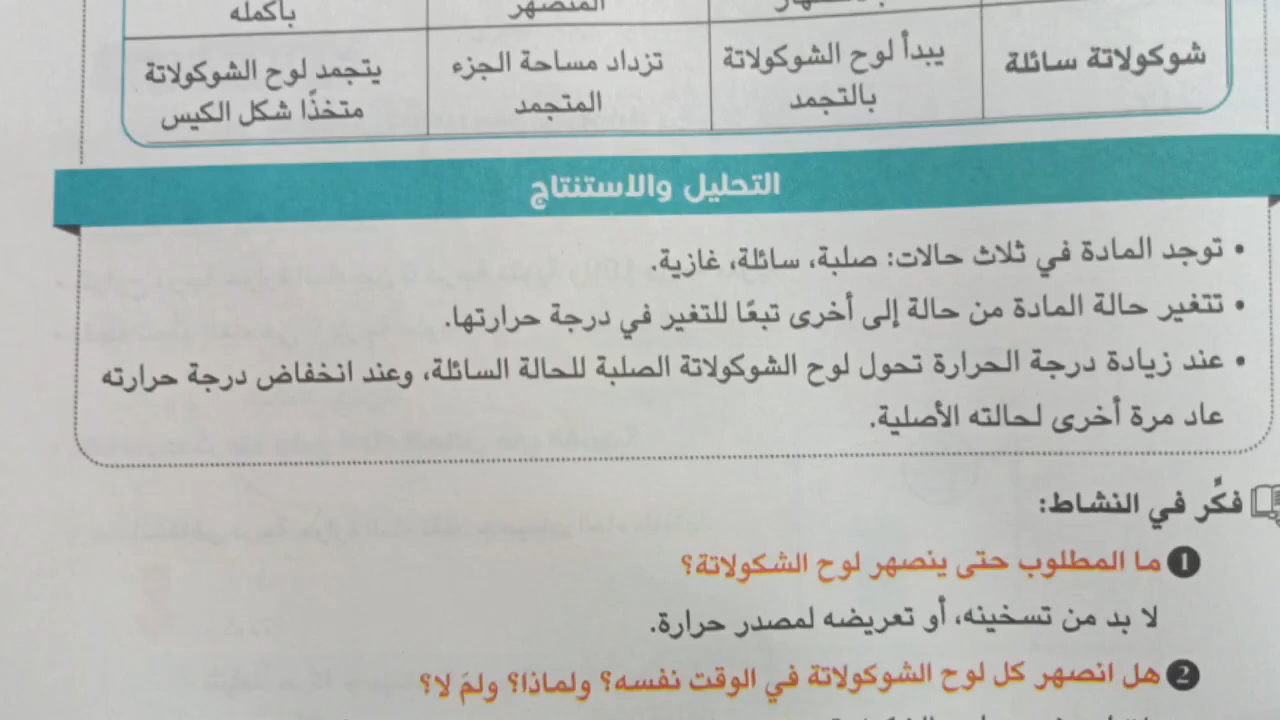 المنصهر
بأكمله
شوكولاتة سائلة
يبدأ لوح الشوكولاتة
بالتجمد
تزداد مساحة الجزء
المتجمد
يتجمد لوح الشوكولاتة
متخذًا شكل الكيس
التحليل والاستنتاج
• توجد المادة في ثلاث حالات: صلبة، سائلة، غازية.
• تتغير حالة المادة من حالة إلى أخرى تبعًا للتغير في درجة حرارتها.
• عند زيادة درجة الحرارة تحول لوح الشوكولاتة الصلبة للحالة السائلة، وعند انخفاض درجة حرارته
عاد مرة أخرى لحالته الأصلية.
فكِّر في النشاط:
1 ما المطلوب حتى ينصهر لوح الشكولاتة؟
لا بد من تسخينه، أو تعريضه لمصدر حرارة.
2 هل انصهر كل لوح الشوكولاتة في الوقت نفسه؟ ولماذا؟ ولمَ لا؟